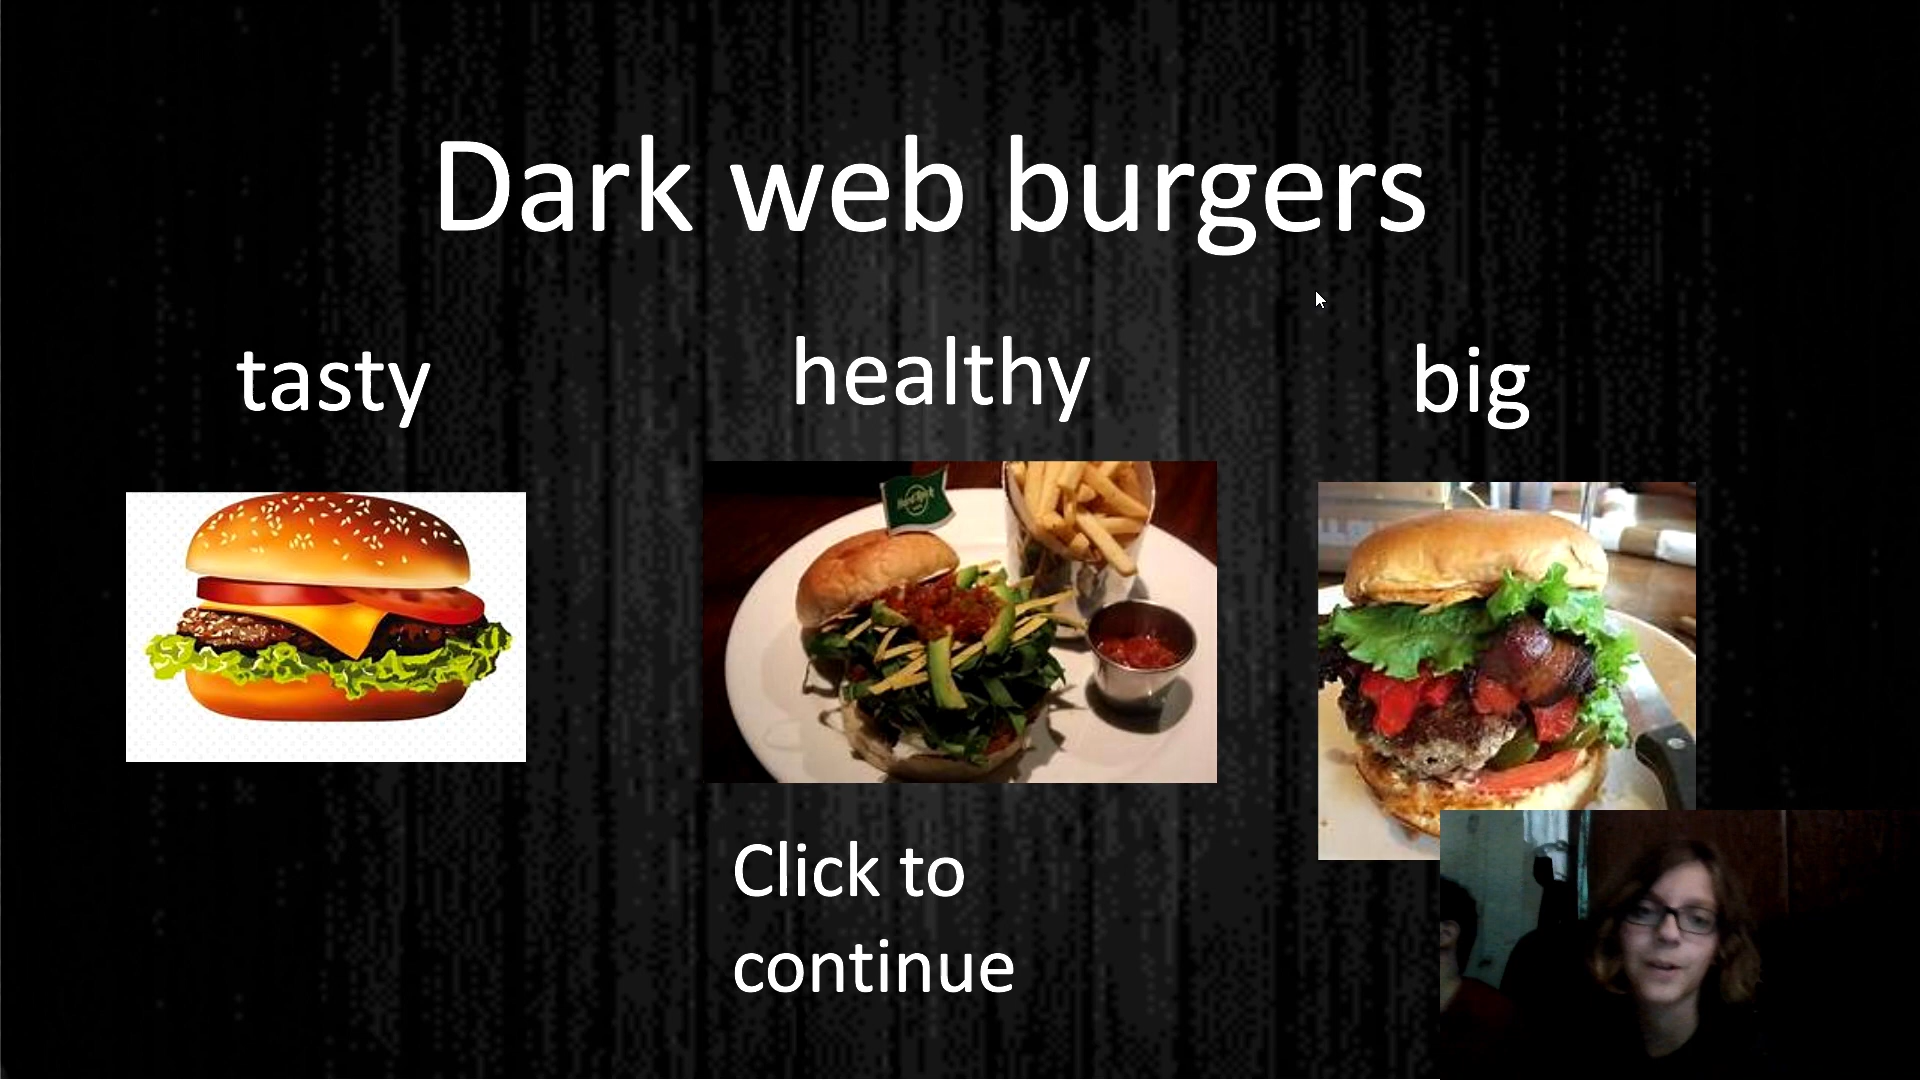 Dark web burgers
tasty
healthy
big
Click to
continue